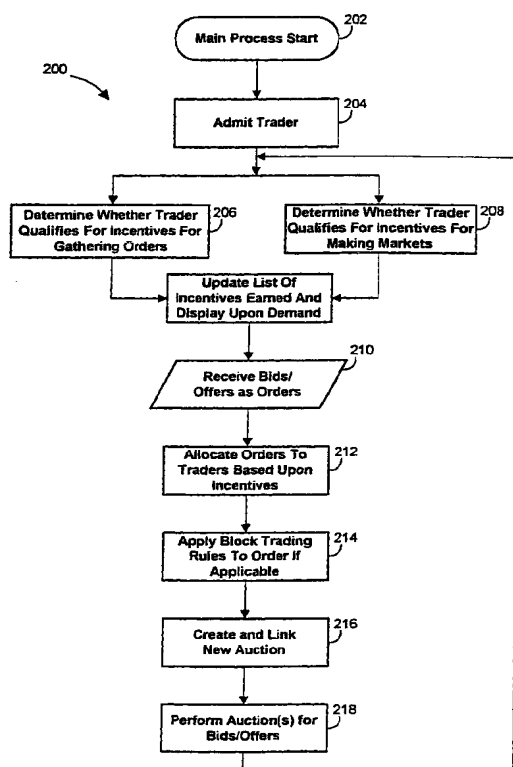 Main Process Start
202
200
204
Admit Trader
Determine Whether Trader
Qualifies For Incentives For
Gathering Orders
206
Determine Whether Trader
Qualifies For Incentives For
Making Markets
208
Update List Of
Incentives Earned And
Display Upon Demand
210
Receive Bids/
Offers as Orders
Allocate Orders To
Traders Based Upon
Incentives
212
Apply Block Trading
Rules To Order If
Applicable
214
Create and Link
New Auction
216
Perform Auction(s) for
Bids/Offers
218